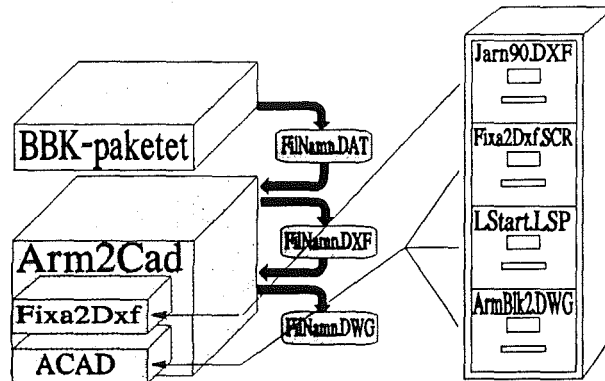 BBK-paketet
FilNamn.DAT
Arm2Cad
FilNamn.DXF
Fixa2Dxf
FilNamn.DWG
ACAD
Jarn90.DXF
Fixa2Dxf.SCR
LStart.LSP
ArmBlk2.DWG